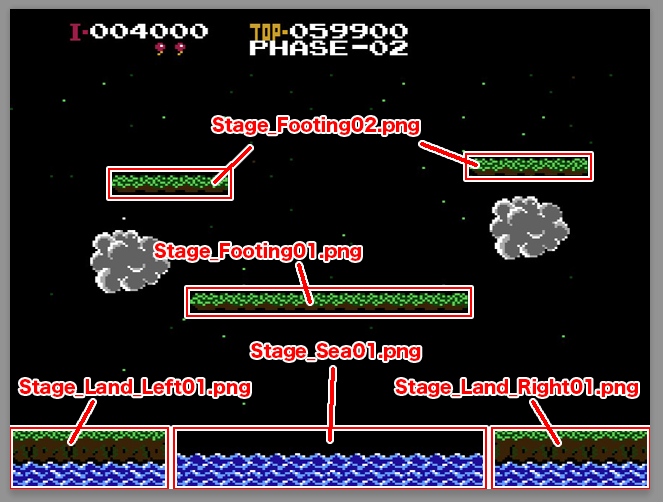 I-004000 TOP-059900
PHASE-02
Stage_Footing02.png
Stage_Footing01.png
Stage_Sea01.png
Stage_Land_Left01.png Stage_Land_Right01.png